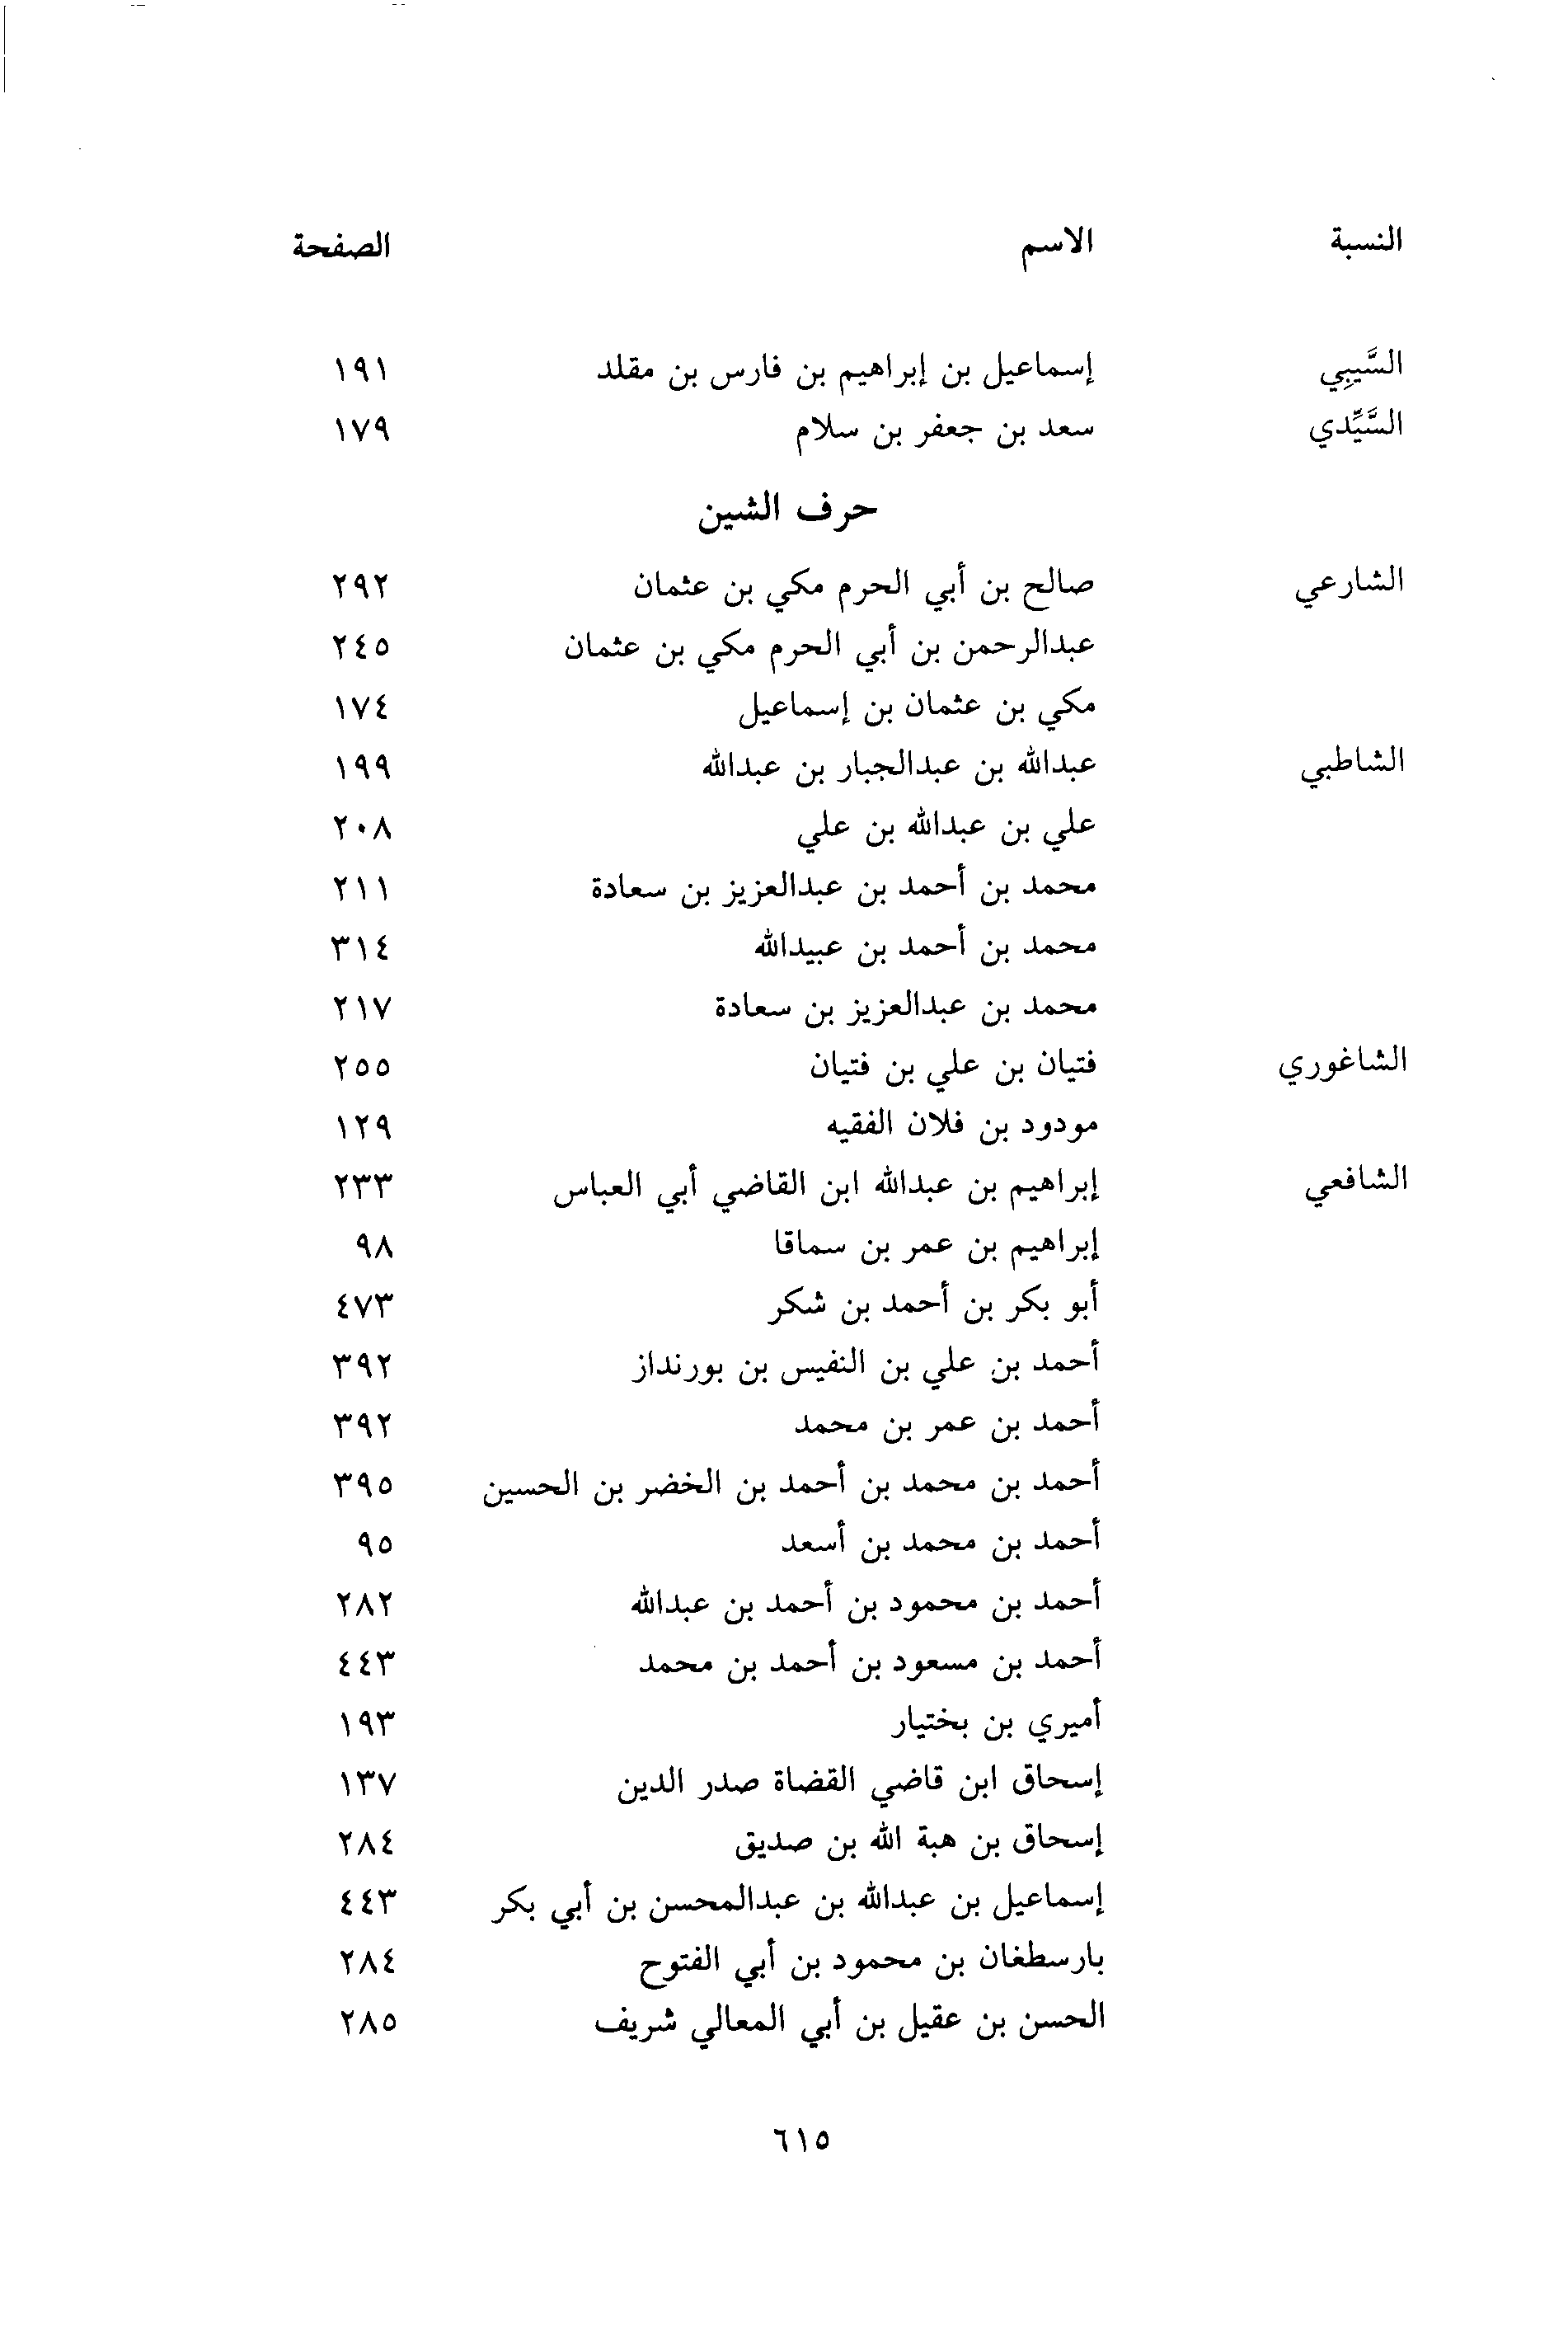 النسبة الاسم الصفحة
السَّيبِي إسماعيل بن إبراهيم بن فارس بن مقلد ١٩١
السَّيِّدي سعد بن جعفر بن سلام ١٧٩
حرف الشين
الشارعي صالح بن أبي الحرم مكي بن عثمان ٢٩٢
عبدالرحمن بن أبي الحرم مكي بن عثمان ٢٤٥
مكي بن عثمان بن إسماعيل ١٧٤
الشاطبي عبدالله بن عبدالجبار بن عبدالله ١٩٩
علي بن عبدالله بن علي ٢٠٨
محمد بن أحمد بن عبدالعزيز بن سعادة ٢١١
محمد بن أحمد بن عبيدالله ٣١٤
محمد بن عبدالعزيز بن سعادة ٢١٧
الشاغوري فتيان بن علي بن فتيان ٢٥٥
مودود بن فلان الفقيه ١٢٩
الشافعي إبراهيم بن عبدالله ابن القاضي أبي العباس ٢٣٣
إبراهيم بن عمر بن سماقا ٩٨
أبو بكر بن أحمد بن شكر ٤٧٣
أحمد بن علي بن النفيس بن بورنداز ٣٩٢
أحمد بن عمر بن محمد ٣٩٢
أحمد بن محمد بن أحمد بن الخضر بن الحسين ٣٩٥
أحمد بن محمد بن أسعد ٩٥
أحمد بن محمود بن أحمد بن عبدالله ٢٨٢
أحمد بن مسعود بن أحمد بن محمد ٤٤٣
أميري بن بختيار ١٩٣
إسحاق ابن قاضي القضاة صدر الدين ١٣٧
إسحاق بن هبة الله بن صديق ٢٨٤
إسماعيل بن عبدالله بن عبدالمحسن بن أبي بكر ٤٤٣
بارسطغان بن محمود بن أبي الفتوح ٢٨٤
الحسن بن عقيل بن أبي المعالي شريف ٢٨٥
٦١٥